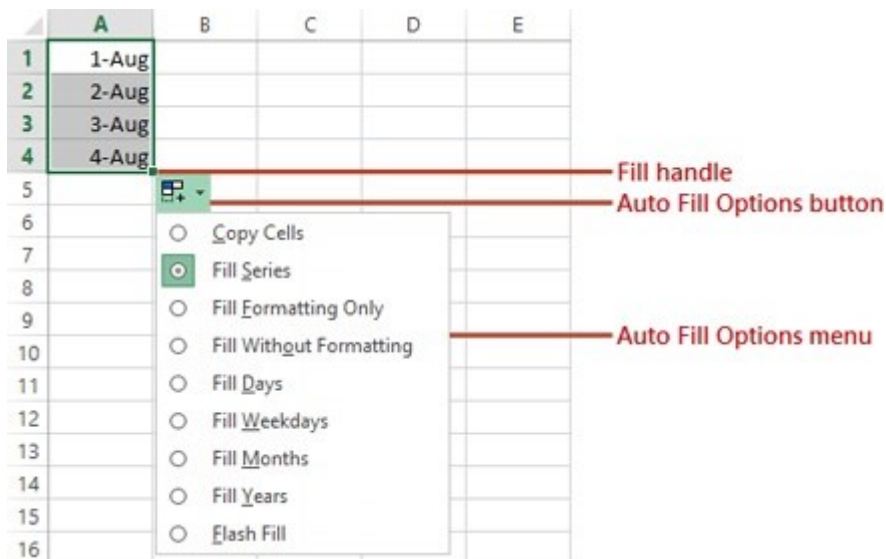 A B C D E
1 1-Aug
2 2-Aug
3 3-Aug
4 4-Aug
Fill handle
5
Auto Fill Options button
6 Copy Cells
7 Fill Series
8 Fill Formatting Only
9
Auto Fill Options menu
10 Fill Without Formatting
11 Fill Days
12 Fill Weekdays
13 Fill Months
14 Fill Years
15
16 Flash Fill